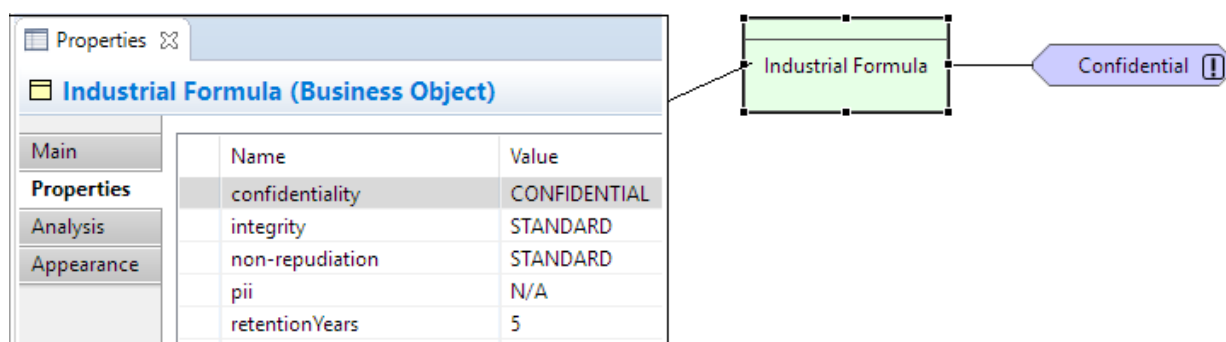 Properties
Industrial Formula (Business Object)
Main
Properties
Analysis
Appearance
Name Value
confidentiality CONFIDENTIAL
integrity STANDARD
non-repudiation STANDARD
pii N/A
retentionYears 5
Industrial Formula
Confidential